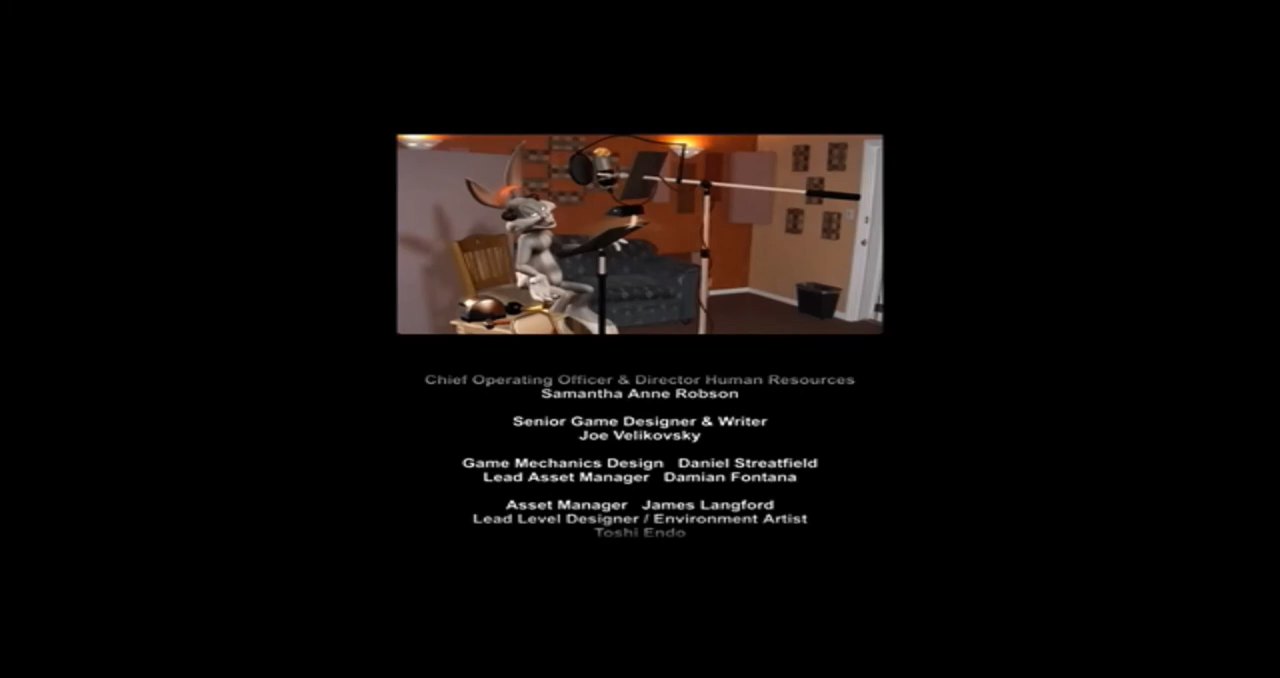 Chief Operating Officer & Director Human Resources
Samantha Anne Robson
Senior Game Designer & Writer
Joe Velikovsky
Game Mechanics Design Daniel Streatfield
Lead Asset Manager Damian Fontana
Asset Manager James Langford
Lead Level Designer / Environment Artist
Toshi Endo